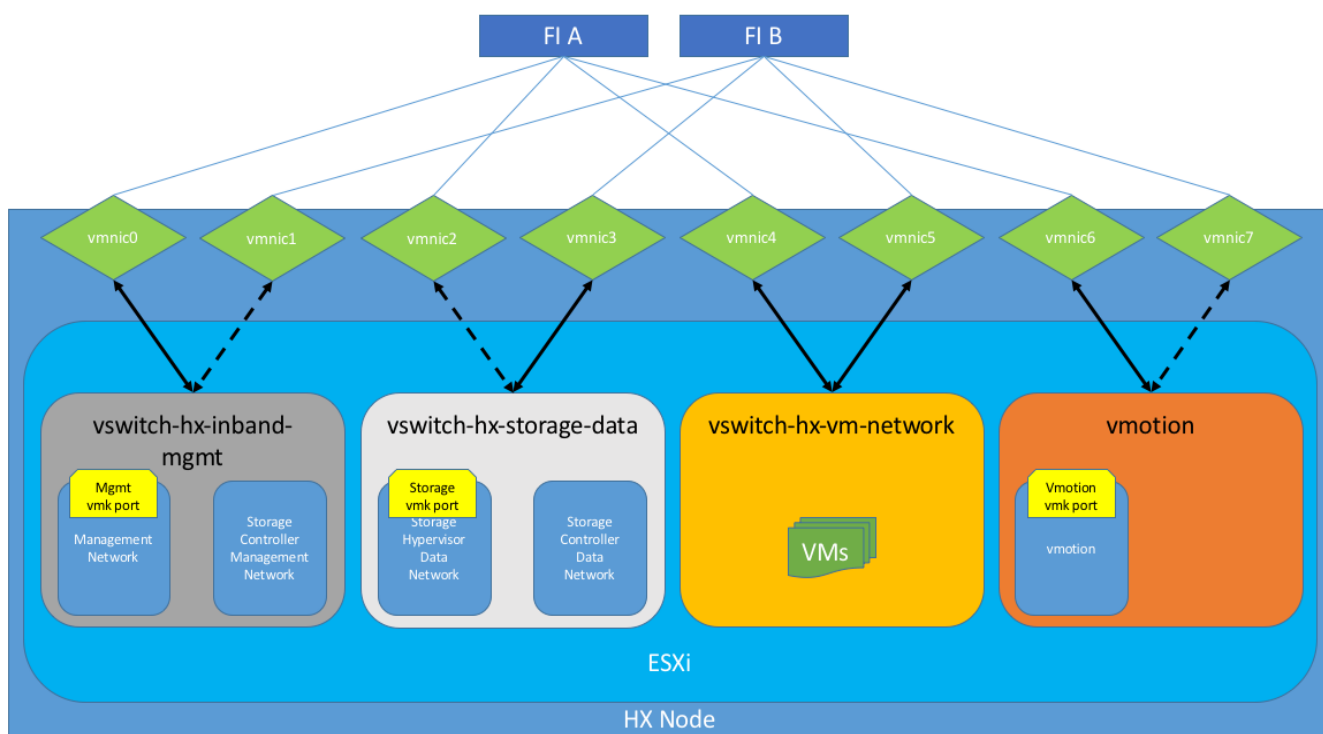 FI A
FI B
vmnic0
vmnic1
vmnic2
vmnic3
vmnic4
vmnic5
vmnic6
vmnic7
vswitch-hx-inband-
mgmt
Mgmt
vmk port
Management
Network
Storage
Controller
Management
Network
vswitch-hx-storage-data
Storage
vmk port
Storage
Hypervisor
Data
Network
Storage
Controller
Data
Network
vswitch-hx-vm-network
VMs
vmotion
Vmotion
vmk port
vmotion
ESXi
HX Node